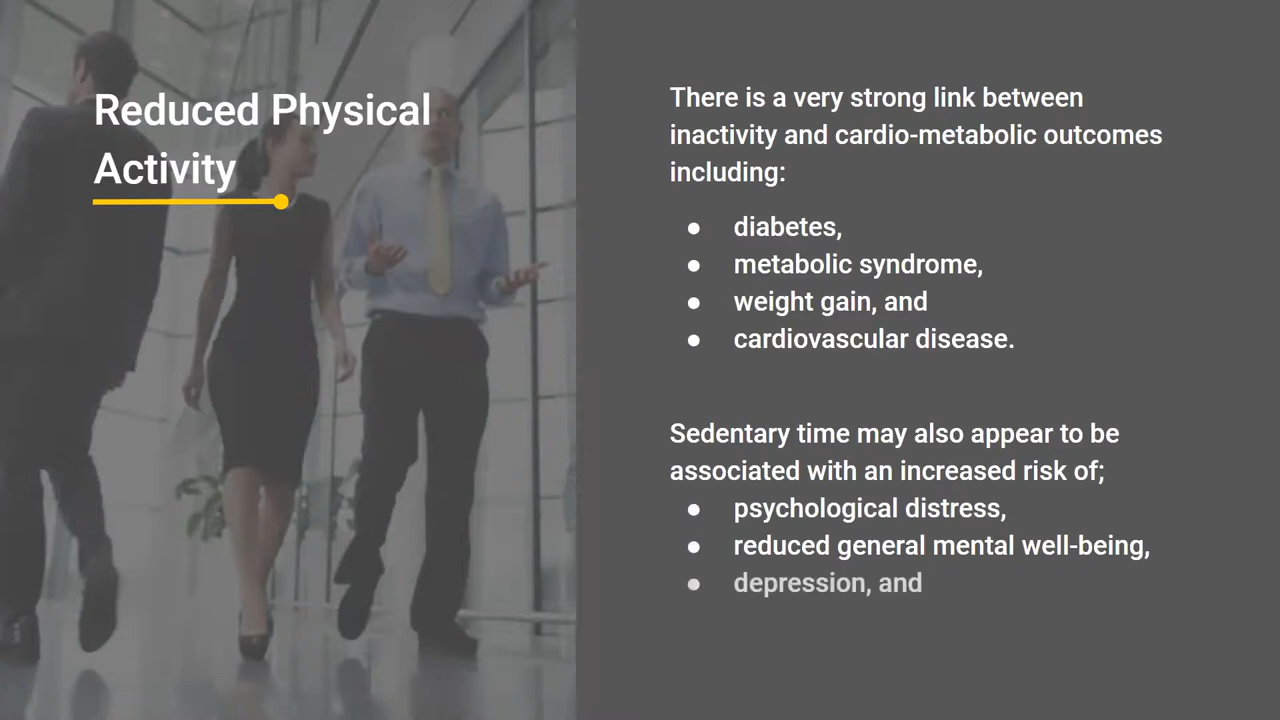 Reduced Physical
Activity
There is a very strong link between
inactivity and cardio-metabolic outcomes
including:
● diabetes,
● metabolic syndrome,
● weight gain, and
● cardiovascular disease.
Sedentary time may also appear to be
associated with an increased risk of;
● psychological distress,
● reduced general mental well-being,
● depression, and